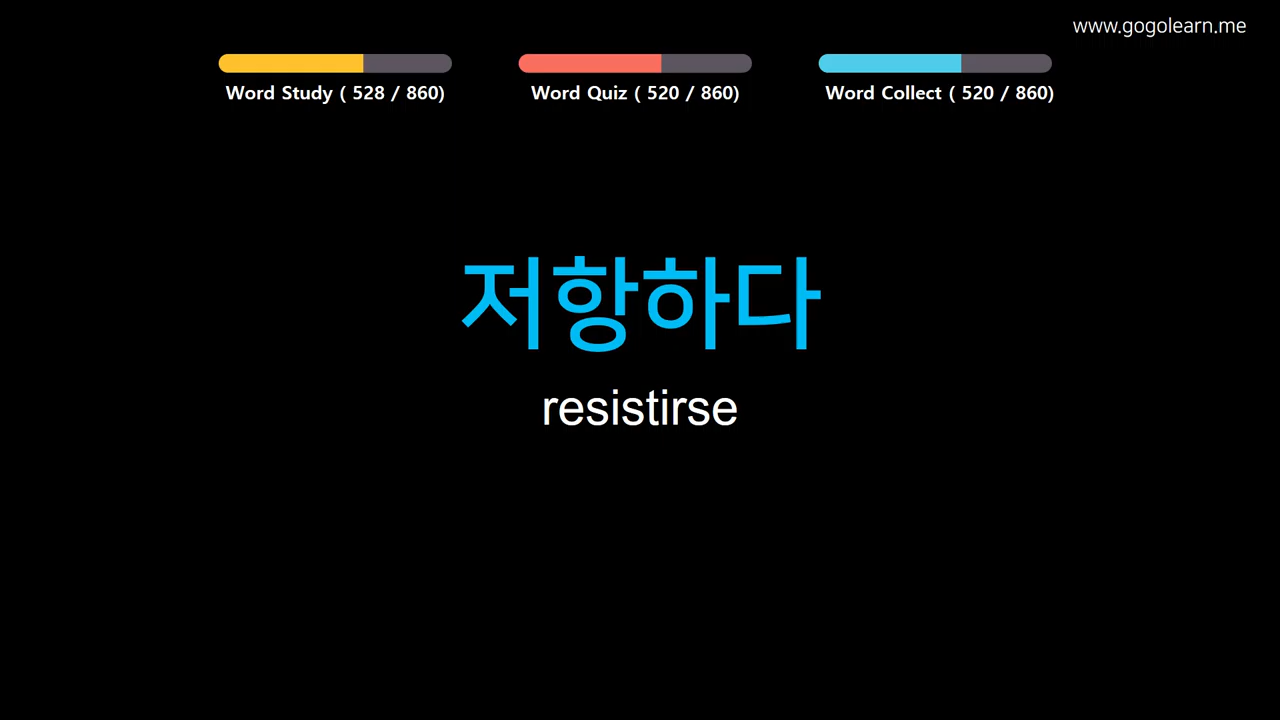 www.gogolearn.me
Word Study ( 528 / 860)
Word Quiz ( 520 / 860)
Word Collect ( 520 / 860)
저항하다
resistirse